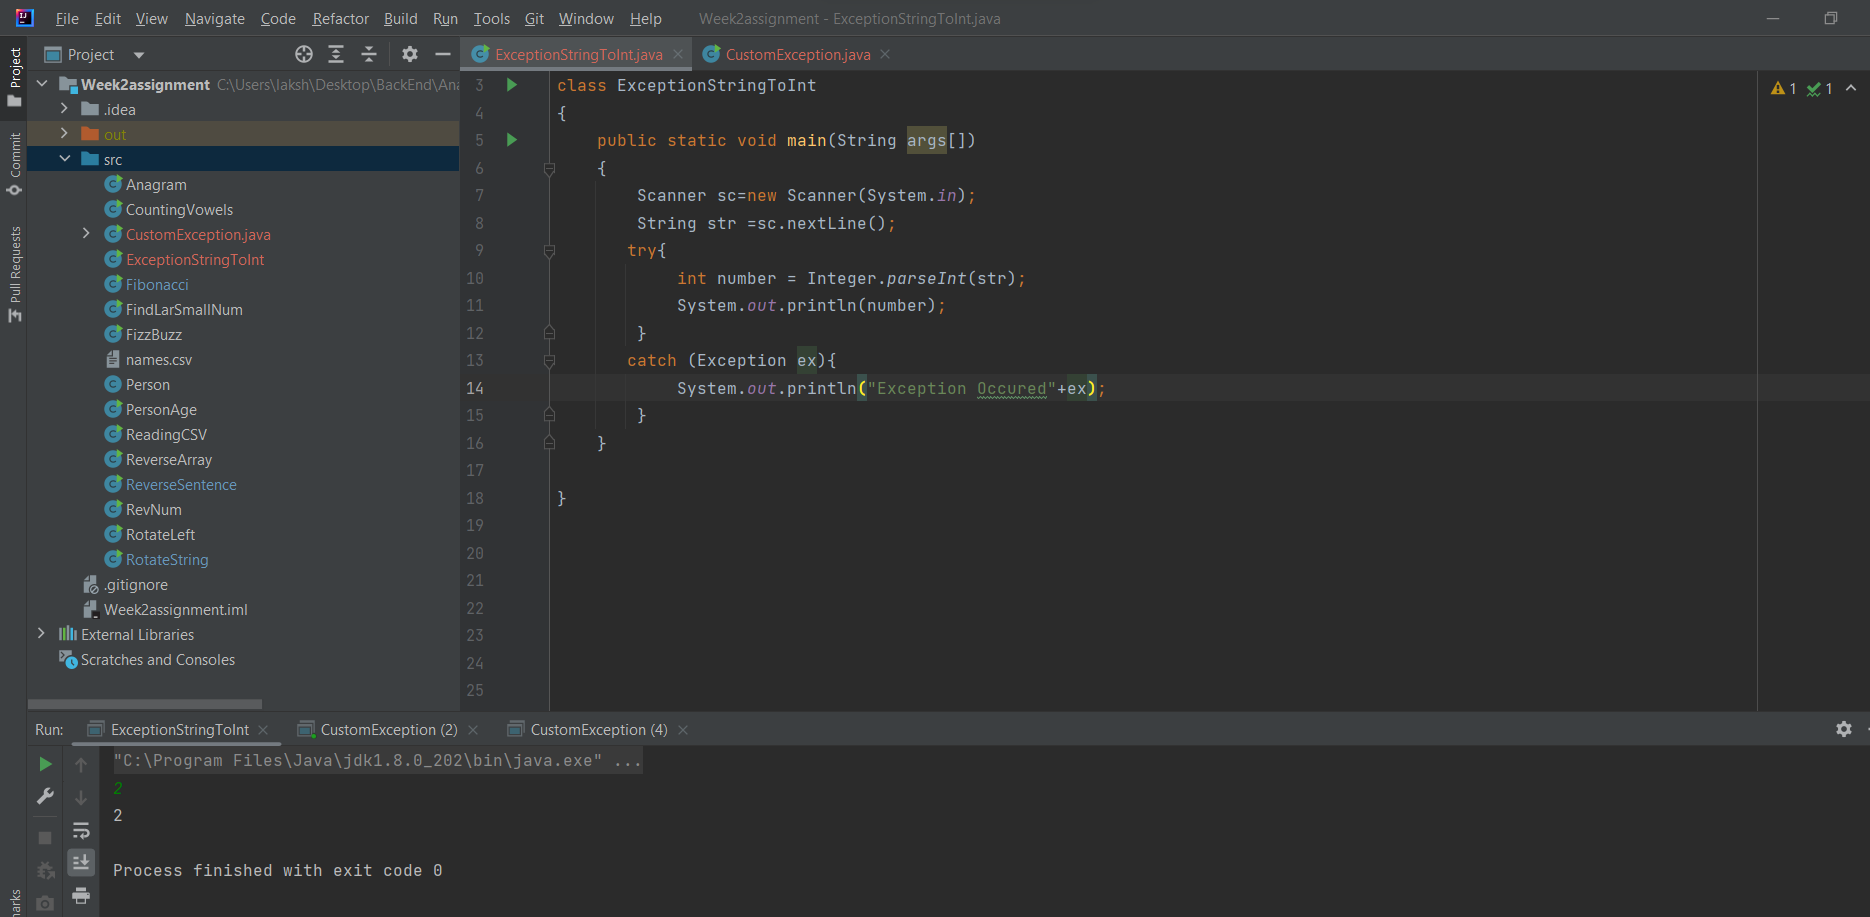 File Edit View Navigate Code Refactor Build Run Tools Git Window Help Week2assignment - ExceptionStringToInt.java
Project
Commit
Pull Requests
Project
Week2assignment C:\Users\laksh\Desktop\BackEnd\Ana
.idea
out
src
Anagram
CountingVowels
CustomException.java
ExceptionStringToInt
Fibonacci
FindLarSmallNum
FizzBuzz
names.csv
Person
PersonAge
ReadingCSV
ReverseArray
ReverseSentence
RevNum
RotateLeft
RotateString
.gitignore
Week2assignment.iml
External Libraries
Scratches and Consoles
ExceptionStringToInt.java CustomException.java
1 1
3 class ExceptionStringToInt
4 {
5 public static void main(String args[])
6 {
7 Scanner sc=new Scanner(System.in);
8 String str =sc.nextLine();
9 try{
10 int number = Integer.parseInt(str);
11 System.out.println(number);
12 }
13 catch (Exception ex){
14 System.out.println("Exception Occured"+ex);
15 }
16 }
17
18 }
19
20
21
22
23
24
25
Run: ExceptionStringToInt CustomException (2) CustomException (4)
"C:\Program Files\Java\jdk1.8.0_202\bin\java.exe" ...
2
2
Process finished with exit code 0